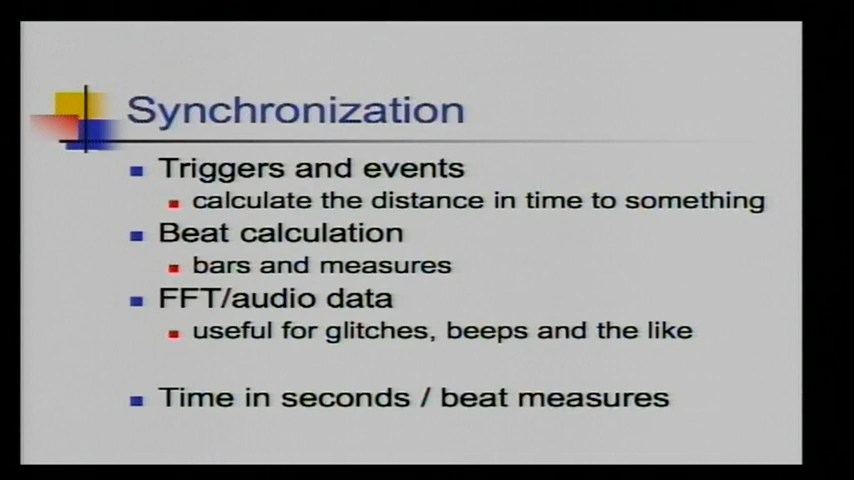 Synchronization
Triggers and events
calculate the distance in time to something
Beat calculation
bars and measures
FFT/audio data
useful for glitches, beeps and the like
Time in seconds / beat measures